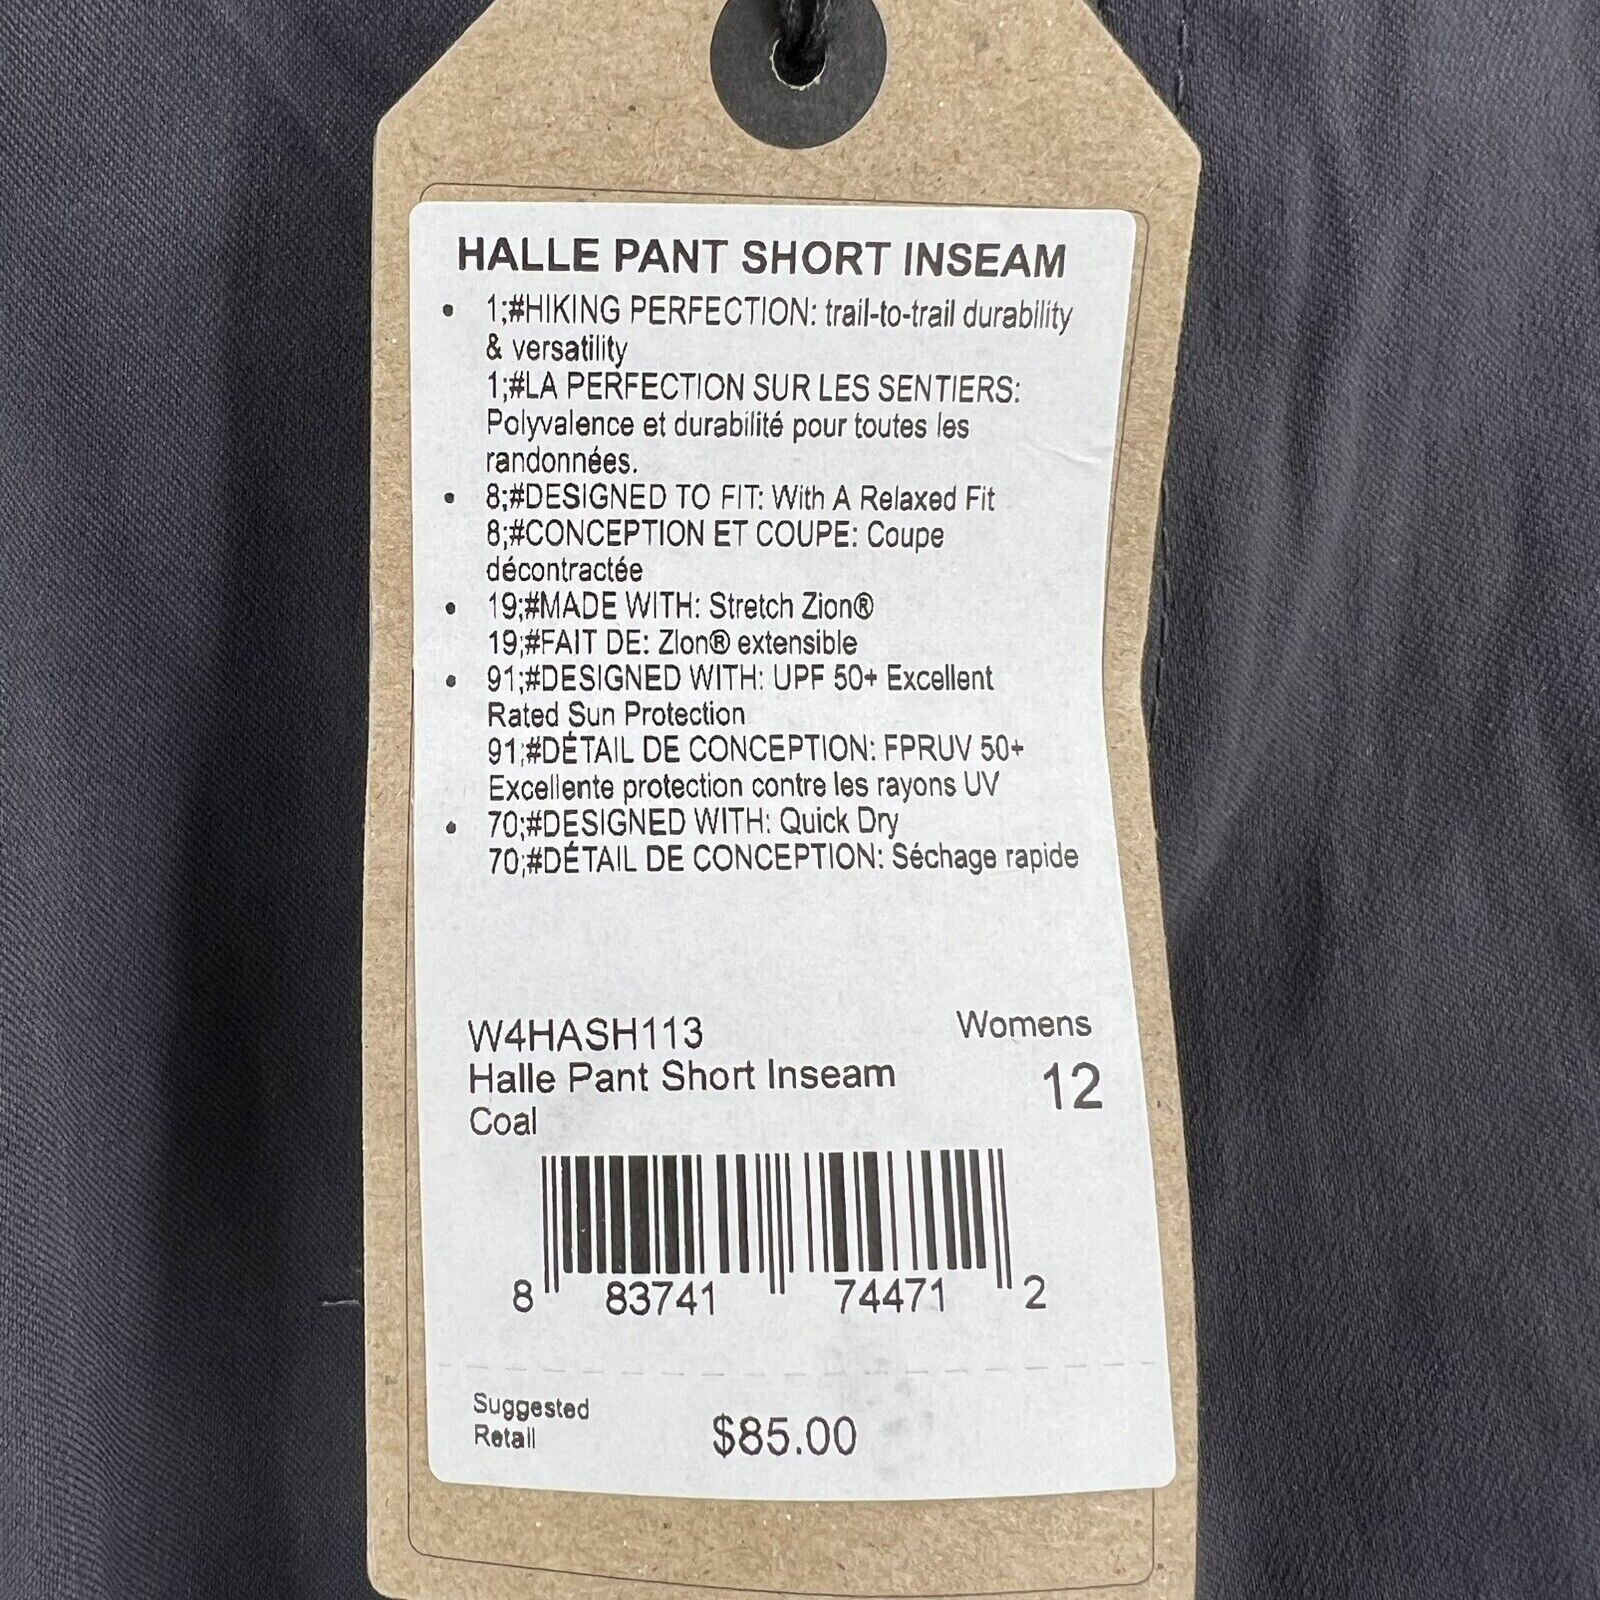 HALLE PANT SHORT INSEAM
• 1;#HIKING PERFECTION: trail-to-trail durability
& versatility
1;#LA PERFECTION SUR LES SENTIERS:
Polyvalence et durabilité pour toutes les
randonnées.
• 8;#DESIGNED TO FIT: With A Relaxed Fit
8;#CONCEPTION ET COUPE: Coupe
décontractée
• 19;#MADE WITH: Stretch Zion®
19;#FAIT DE: Zion® extensible
• 91;#DESIGNED WITH: UPF 50+ Excellent
Rated Sun Protection
91;#DÉTAIL DE CONCEPTION: FPRUV 50+
Excellente protection contre les rayons UV
• 70;#DESIGNED WITH: Quick Dry
70;#DÉTAIL DE CONCEPTION: Séchage rapide
W4HASH113 Womens
Halle Pant Short Inseam 12
Coal
8 83741 74471 2
Suggested
Retail $85.00